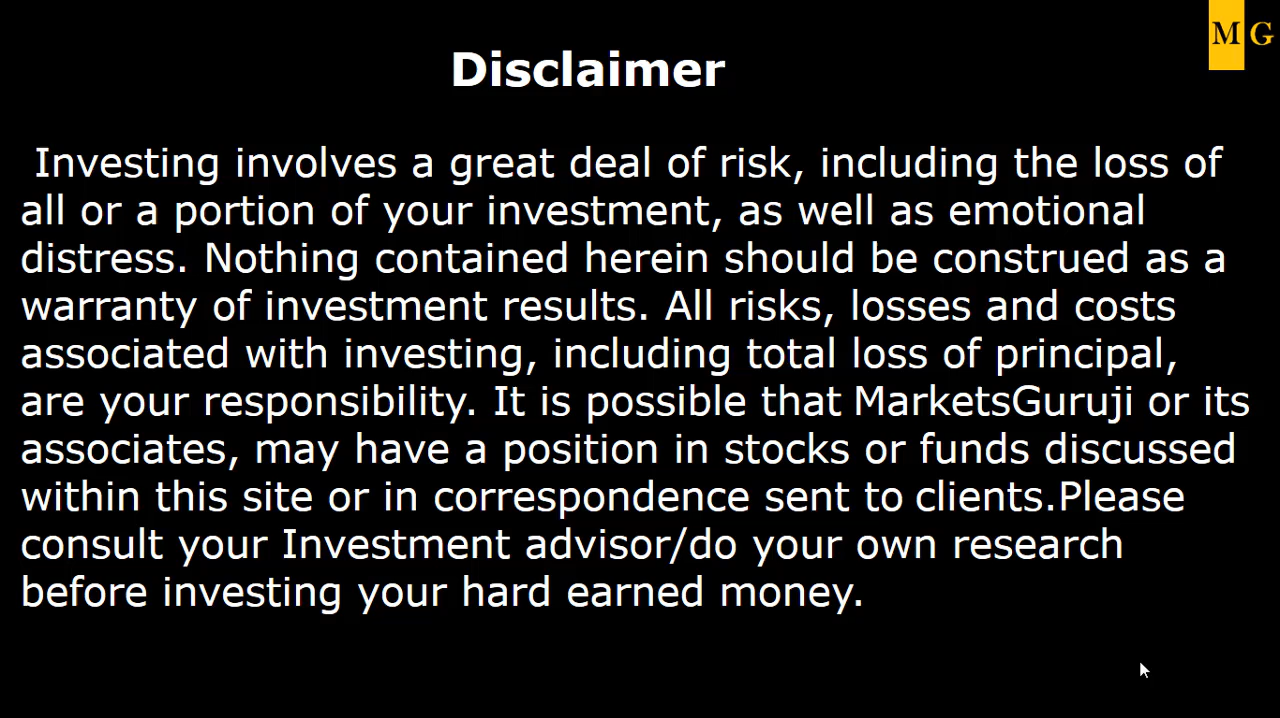 M G
Disclaimer
Investing involves a great deal of risk, including the loss of
all or a portion of your investment, as well as emotional
distress. Nothing contained herein should be construed as a
warranty of investment results. All risks, losses and costs
associated with investing, including total loss of principal,
are your responsibility. It is possible that MarketsGuruji or its
associates, may have a position in stocks or funds discussed
within this site or in correspondence sent to clients.Please
consult your Investment advisor/do your own research
before investing your hard earned money.